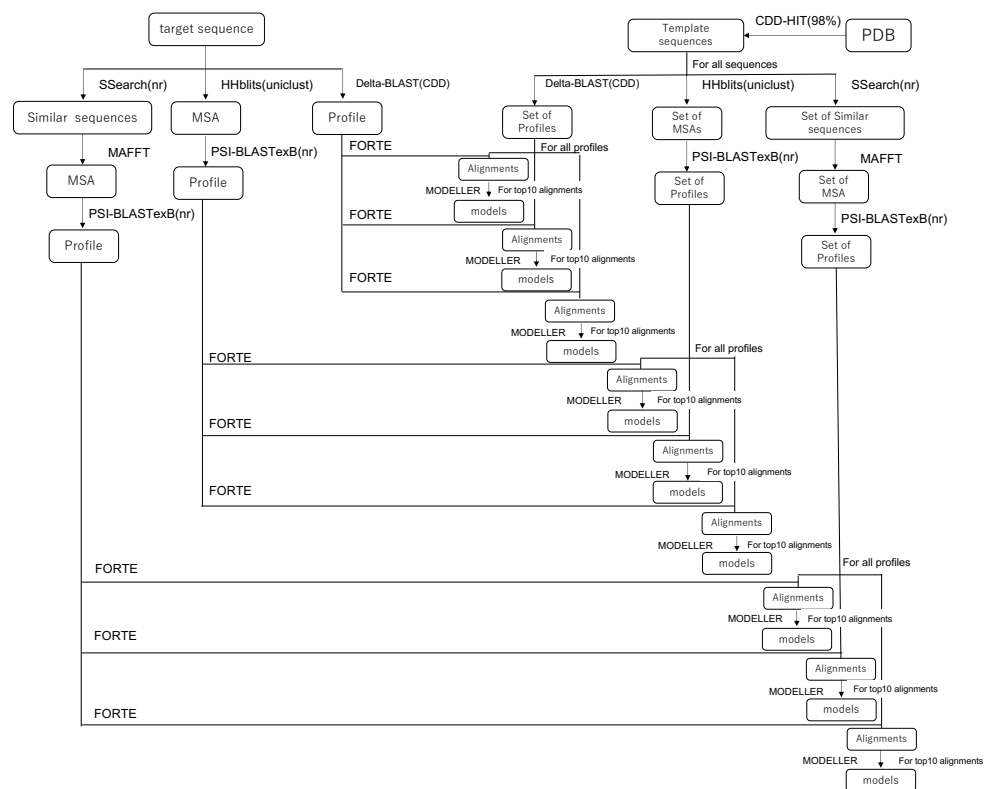 target sequence
Template
sequences
CDD-HIT(98%)
PDB
For all sequences
SSearch(nr)
HHblits(uniclust)
Delta-BLAST(CDD)
Delta-BLAST(CDD)
HHblits(uniclust)
SSearch(nr)
Similar sequences
MSA
Profile
Set of
Profiles
Set of
MSAs
Set of Similar
sequences
MAFFT
PSI-BLASTexB(nr)
FORTE
For all profiles
PSI-BLASTexB(nr)
MAFFT
MSA
Profile
Alignments
Set of
Profiles
Set of
MSA
MODELLER
For top10 alignments
PSI-BLASTexB(nr)
models
PSI-BLASTexB(nr)
FORTE
Profile
Alignments
Set of
Profiles
MODELLER
For top10 alignments
FORTE
models
Alignments
MODELLER
For top10 alignments
models
For all profiles
FORTE
Alignments
MODELLER
For top10 alignments
models
FORTE
Alignments
MODELLER
For top10 alignments
FORTE
models
Alignments
MODELLER
For top10 alignments
models
For all profiles
FORTE
Alignments
MODELLER
For top10 alignments
models
FORTE
Alignments
MODELLER
For top10 alignments
models
FORTE
Alignments
MODELLER
For top10 alignments
models